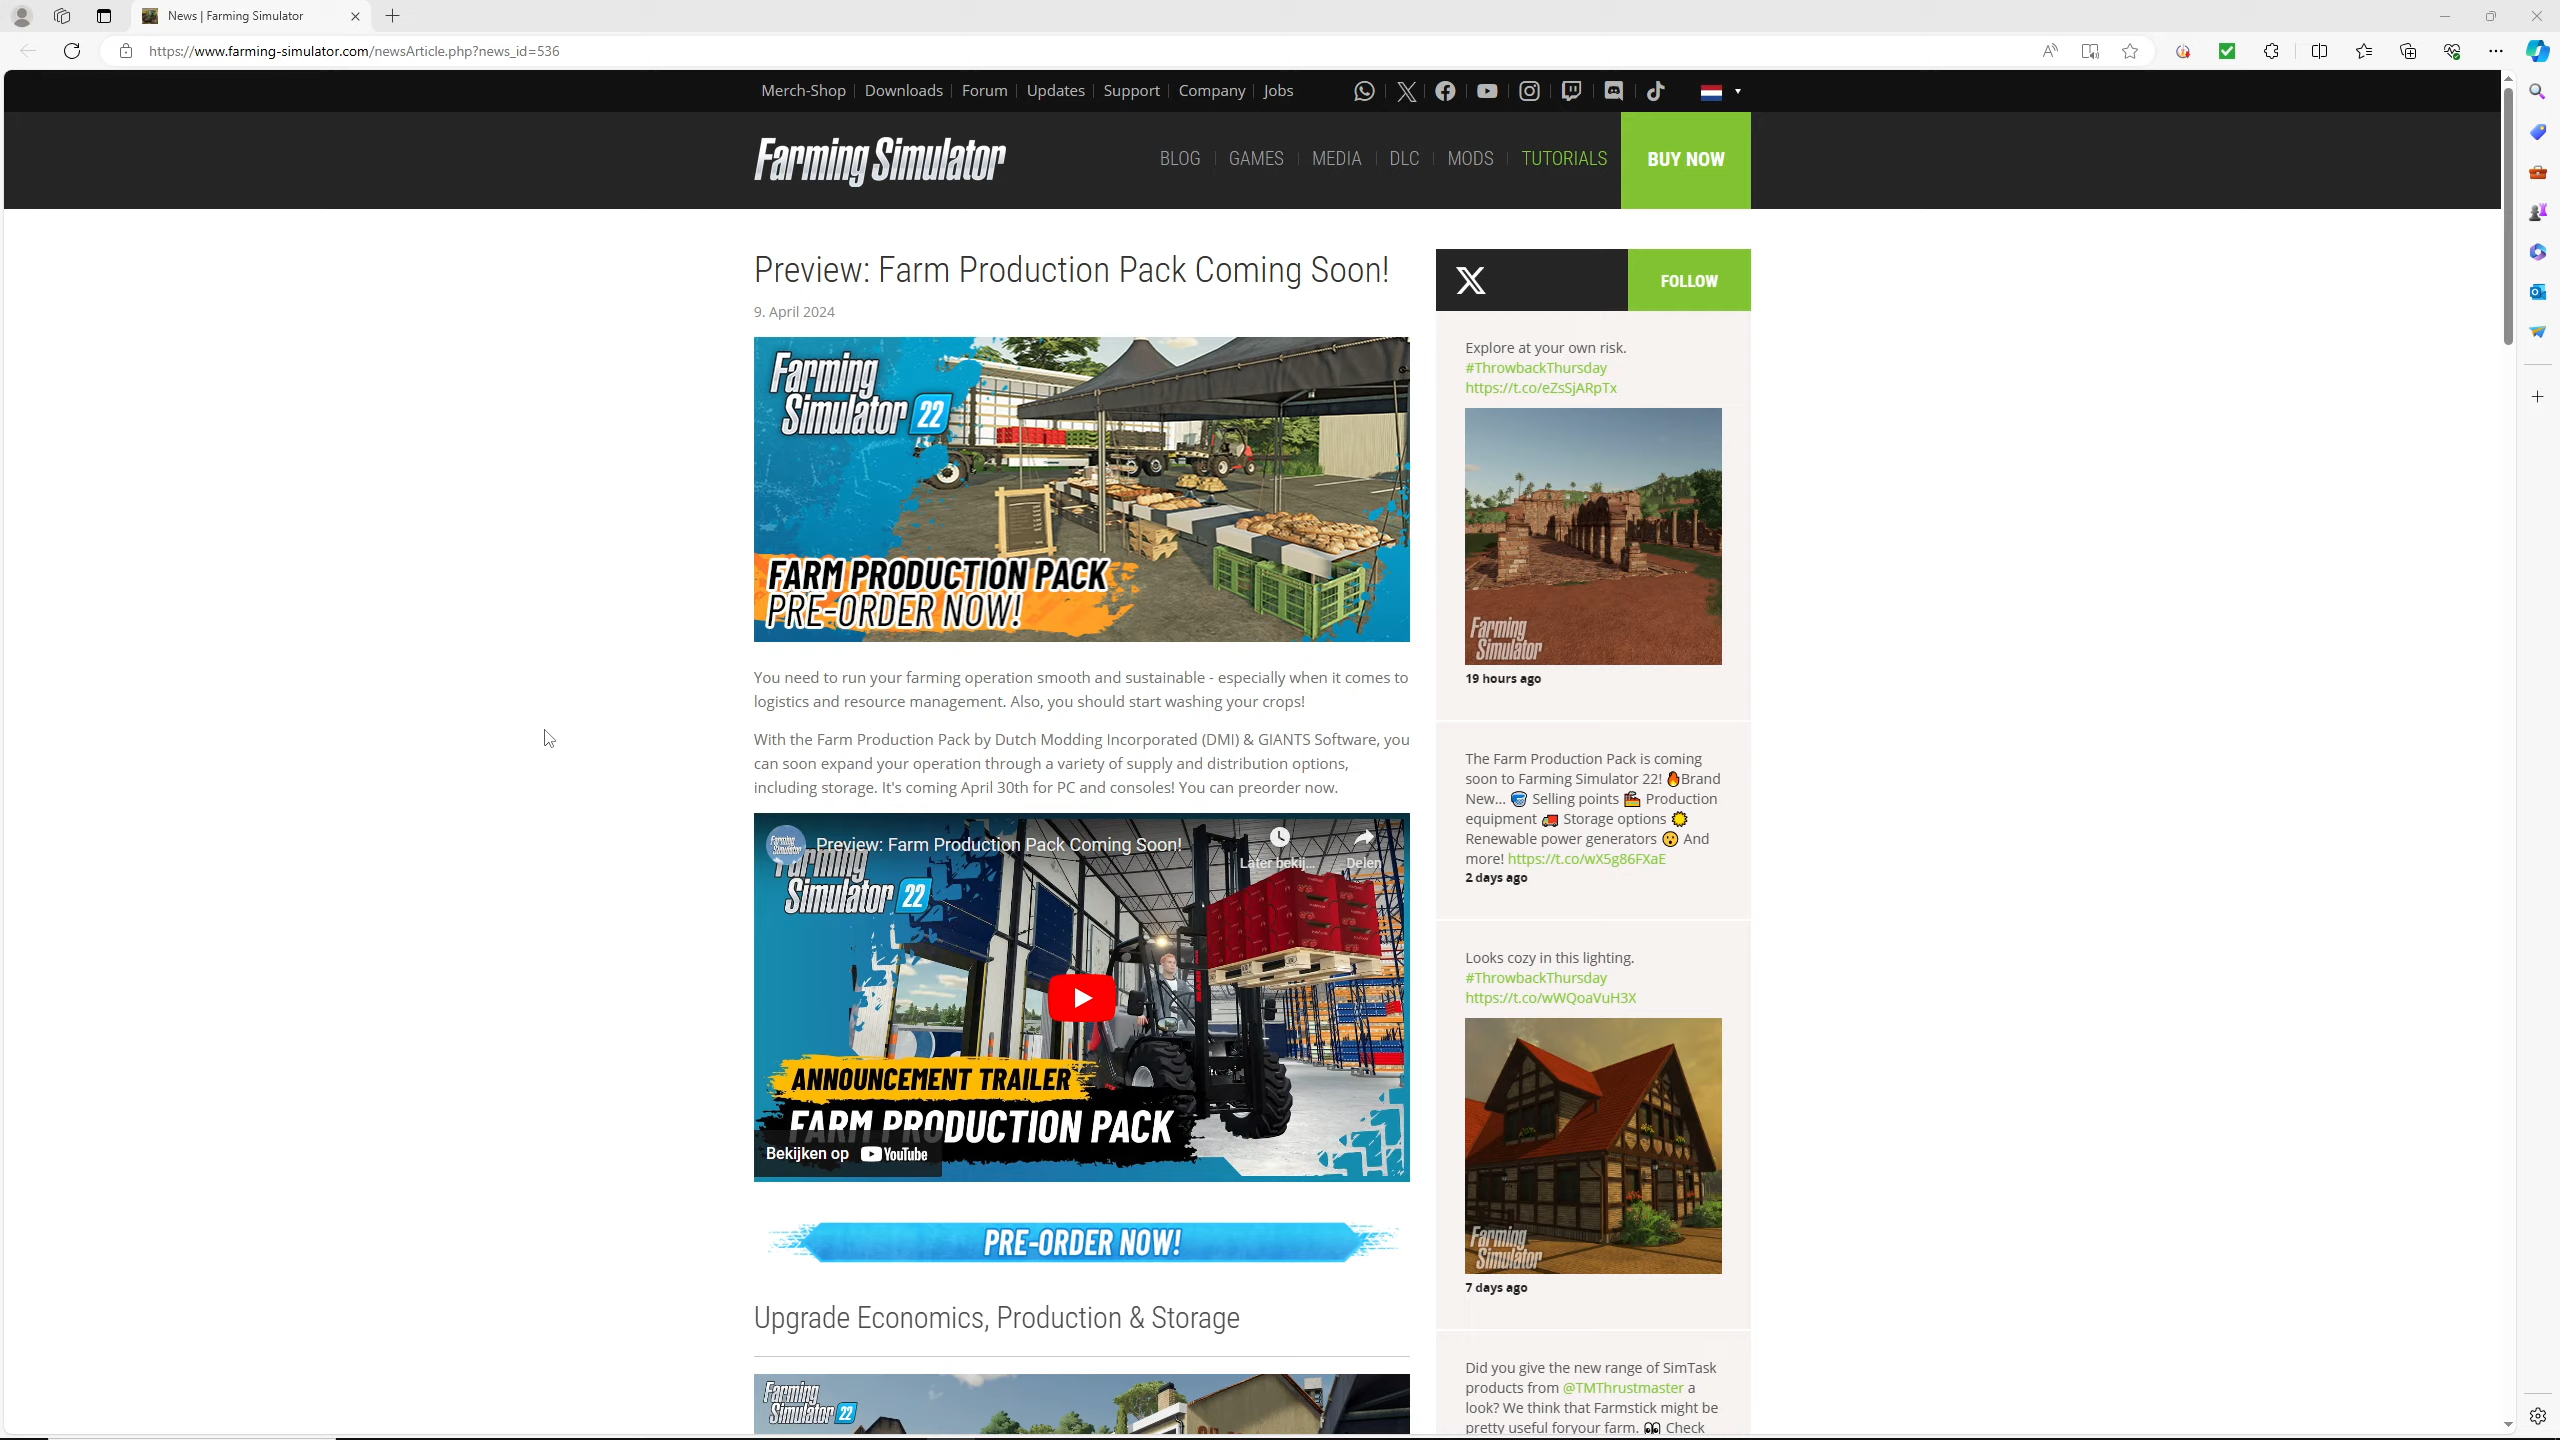 News | Farming Simulator
https://www.farming-simulator.com/newsArticle.php?news_id=536
Merch-Shop Downloads Forum Updates Support Company Jobs
Farming Simulator
BLOG GAMES MEDIA DLC MODS TUTORIALS BUY NOW
Preview: Farm Production Pack Coming Soon!
9. April 2024
Farming
Simulator 22
FARM PRODUCTION PACK
PRE-ORDER NOW!
You need to run your farming operation smooth and sustainable - especially when it comes to
logistics and resource management. Also, you should start washing your crops!
With the Farm Production Pack by Dutch Modding Incorporated (DMI) & GIANTS Software, you
can soon expand your operation through a variety of supply and distribution options,
including storage. It's coming April 30th for PC and consoles! You can preorder now.
Preview: Farm Production Pack Coming Soon!
Later bekij... Delen
Farming
Simulator 22
ANNOUNCEMENT TRAILER
FARM PRODUCTION PACK
Bekijken op YouTube
PRE-ORDER NOW!
Upgrade Economics, Production & Storage
Farming
Simulator 22
X FOLLOW
Explore at your own risk.
#ThrowbackThursday
https://t.co/eZsSjARpTx
Farming
Simulator
19 hours ago
The Farm Production Pack is coming
soon to Farming Simulator 22! 🔥Brand
New... 🪣 Selling points 🏭 Production
equipment 🚚 Storage options 🌞
Renewable power generators 😮 And
more! https://t.co/wX5g86FXaE
2 days ago
Looks cozy in this lighting.
#ThrowbackThursday
https://t.co/wWQoaVuH3X
Farming
Simulator
7 days ago
Did you give the new range of SimTask
products from @TMThrustmaster a
look? We think that Farmstick might be
pretty useful foryour farm. 👀 Check